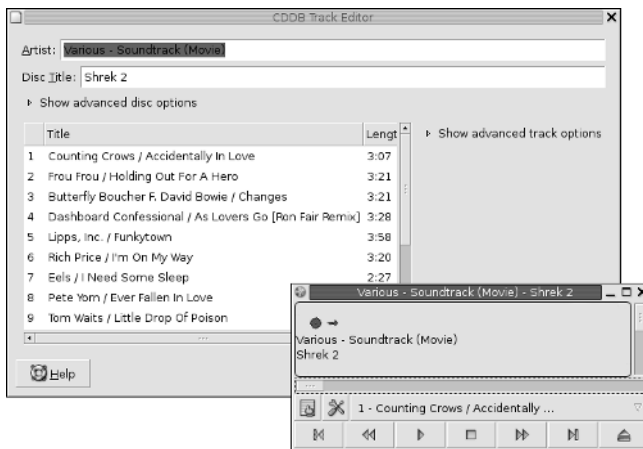 CDDB Track Editor
Artist: Various - Soundtrack (Movie)
Disc Title: Shrek 2
Show advanced disc options
Title Lengt
Show advanced track options
1 Counting Crows / Accidentally In Love 3:07
2 Frou Frou / Holding Out For A Hero 3:21
3 Butterfly Boucher F. David Bowie / Changes 3:21
4 Dashboard Confessional / As Lovers Go [Ron Fair Remix] 3:28
5 Lipps, Inc. / Funkytown 3:58
6 Rich Price / I'm On My Way 3:20
7 Eels / I Need Some Sleep 2:27
8 Pete Yorn / Ever Fallen In Love
9 Tom Waits / Little Drop Of Poison
Help
Various - Soundtrack (Movie) - Shrek 2
Various - Soundtrack (Movie)
Shrek 2
1 - Counting Crows / Accidentally ...